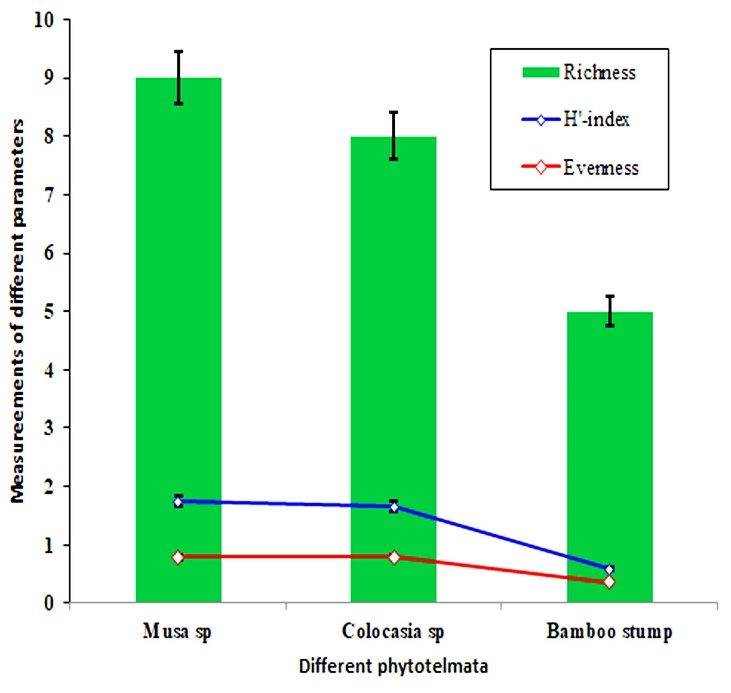 10
9
8
7
6
5
4
3
2
1
0
Measureements of different parameters
Richness
H'-index
Evenness
Musa sp
Colocasia sp
Bamboo stump
Different phytotelmata